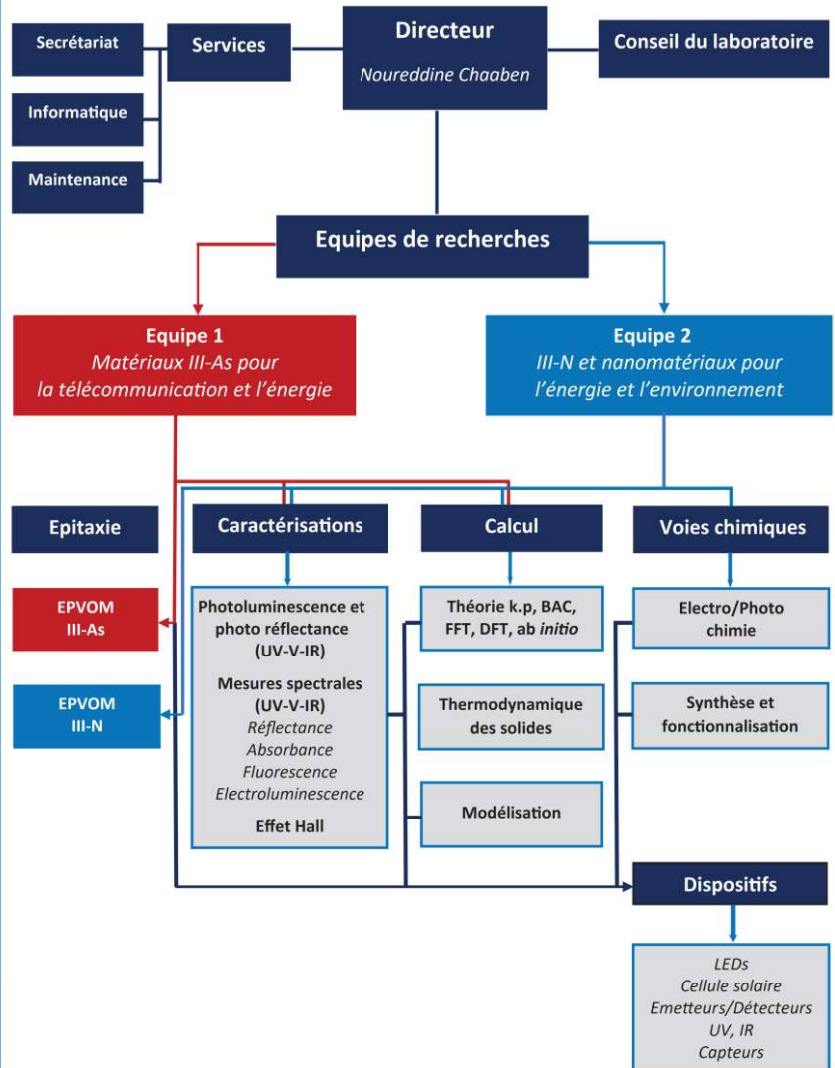 Directeur
Noureddine Chaaben
Services
Secrétariat
Informatique
Maintenance
Conseil du laboratoire
Equipes de recherches
Equipe 1
Matériaux III-As pour
la télécommunication et l'énergie
Equipe 2
III-N et nanomatériaux pour
l'énergie et l'environnement
Epitaxie
EPVOM
III-As
EPVOM
III-N
Caractérisations
Photoluminescence et
photo réflectance
(UV-V-IR)
Mesures spectrales
(UV-V-IR)
Réflectance
Absorbance
Fluorescence
Electroluminescence
Effet Hall
Calcul
Théorie k.p, BAC,
FFT, DFT, ab initio
Thermodynamique
des solides
Modélisation
Voies chimiques
Electro/Photo
chimie
Synthèse et
fonctionnalisation
Dispositifs
LEDs
Cellule solaire
Emetteurs/Détecteurs
UV, IR
Capteurs